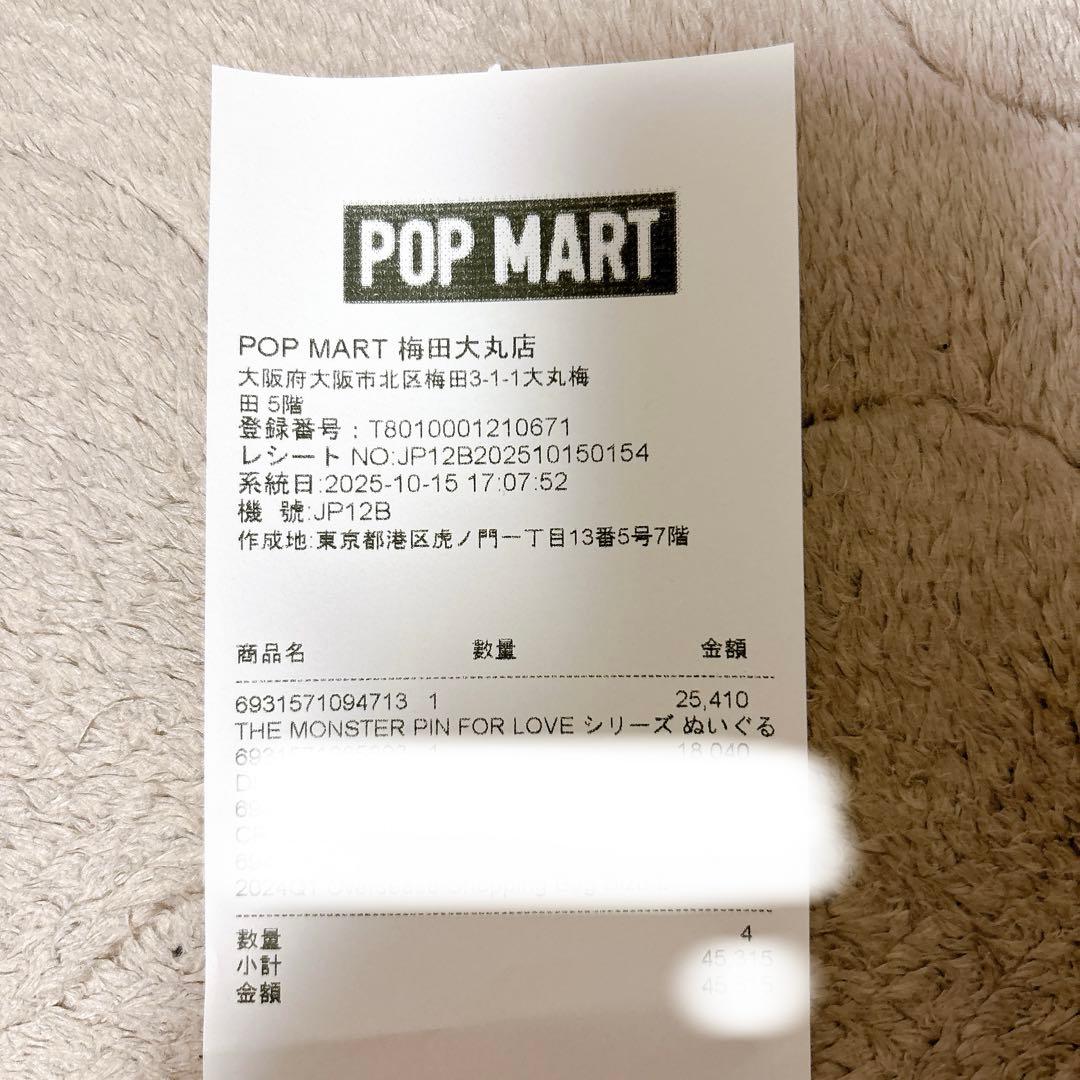 POP MART
POP MART 梅田大丸店
大阪府大阪市北区梅田3-1-1大丸梅
田 5階
登録番号：T8010001210671
レシート NO:JP12B202510150154
系統日:2025-10-15 17:07:52
機 號:JP12B
作成地:東京都港区虎ノ門一丁目13番5号7階
商品名 數量 金額
6931571094713 1 25,410
THE MONSTER PIN FOR LOVE シリーズ ぬいぐる
1 18,040
2024Q1 Overseas Shopping Bag
數量 4
小計 45,315
金額